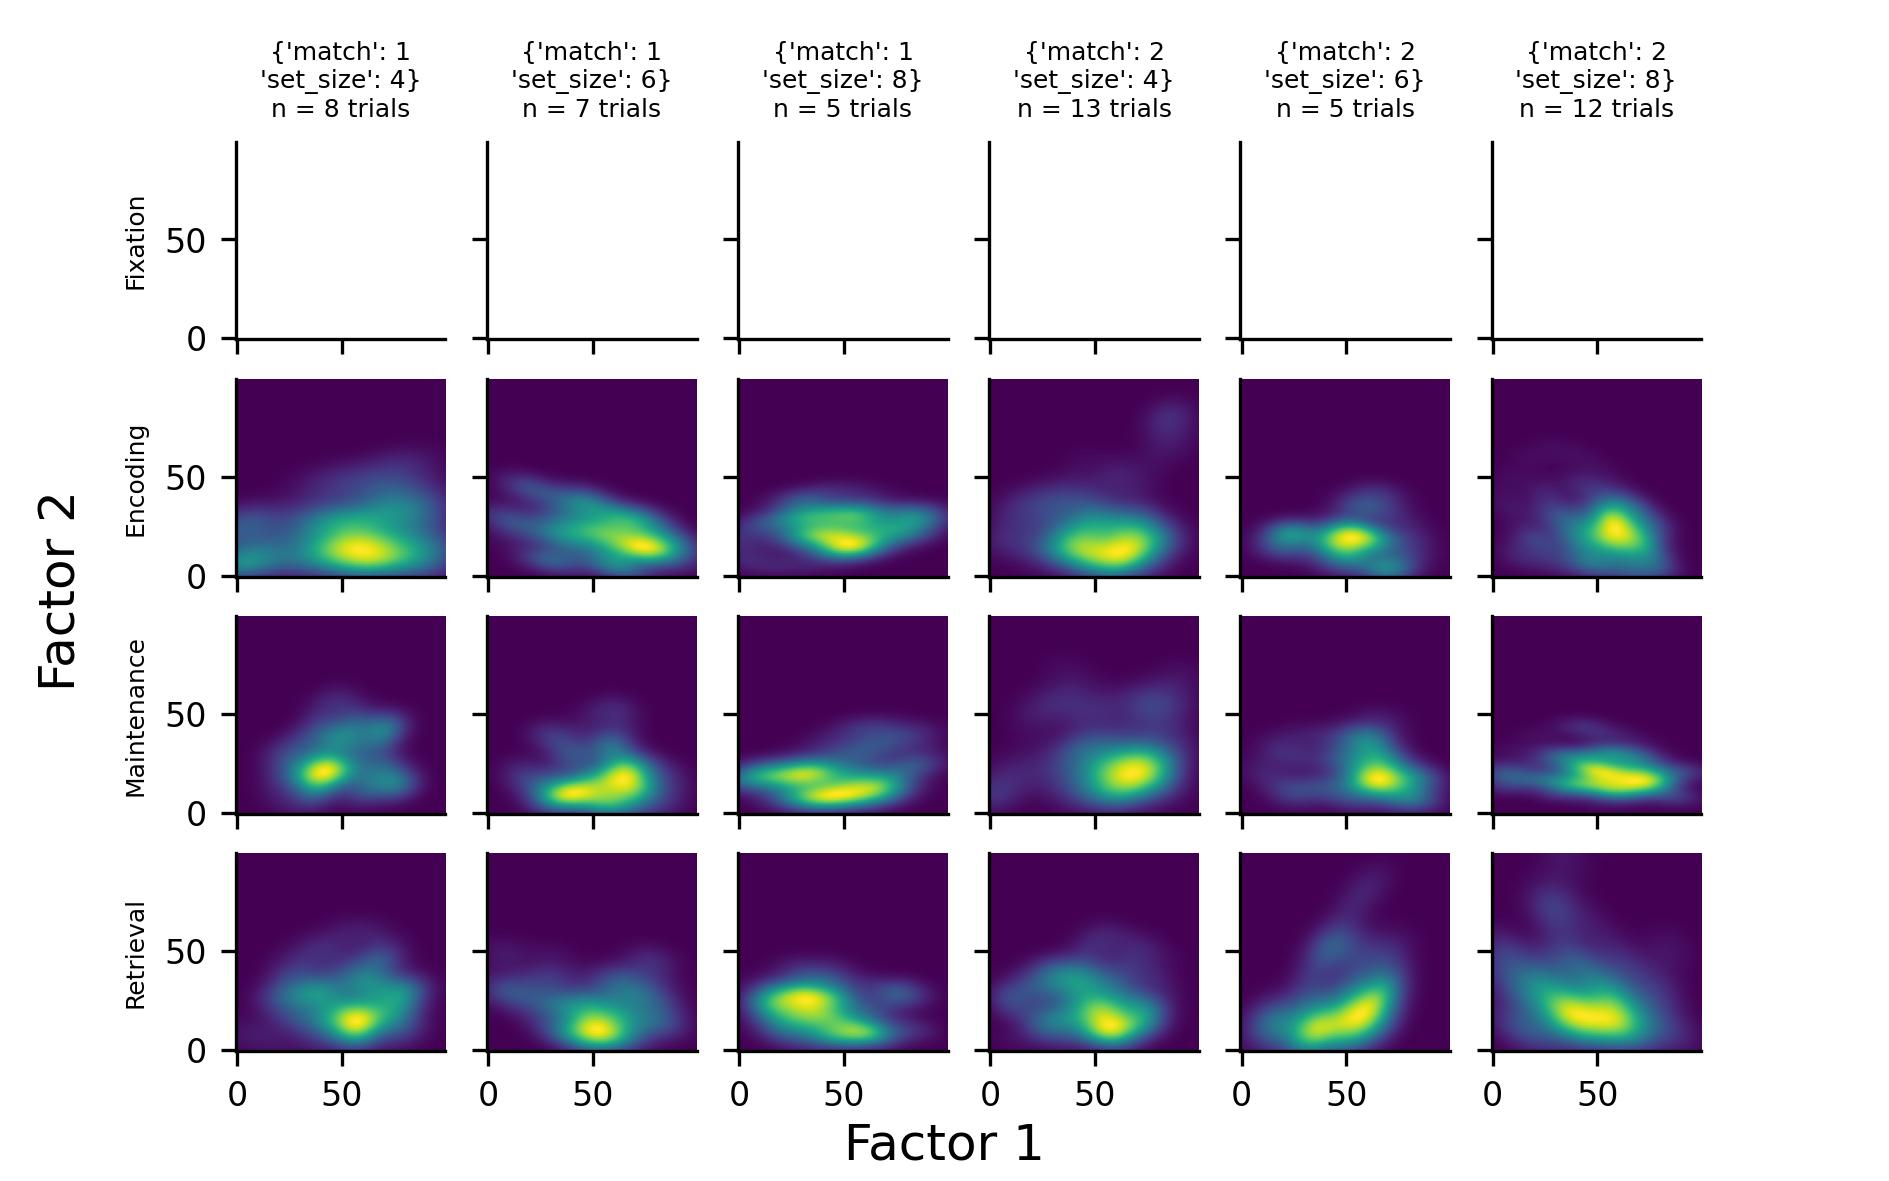 {'match': 1
'set_size': 4}
n = 8 trials
{'match': 1
'set_size': 6}
n = 7 trials
{'match': 1
'set_size': 8}
n = 5 trials
{'match': 2
'set_size': 4}
n = 13 trials
{'match': 2
'set_size': 6}
n = 5 trials
{'match': 2
'set_size': 8}
n = 12 trials
Factor 2
Fixation
50
0
Encoding
50
0
Maintenance
50
0
Retrieval
50
0
0 50 0 50 0 50 0 50 0 50 0 50
Factor 1